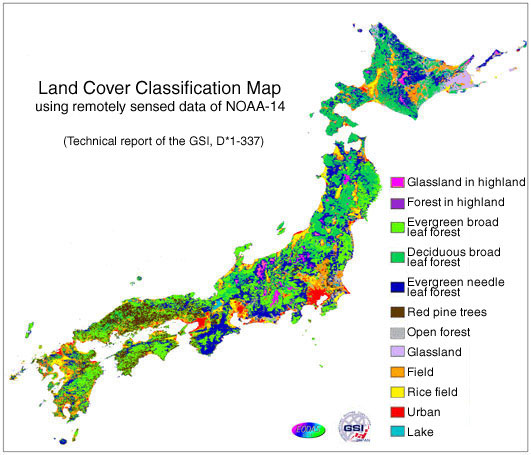 Land Cover Classification Map
using remotely sensed data of NOAA-14
(Technical report of the GSI, D*1-337)
Glassland in highland
Forest in highland
Evergreen broad
leaf forest
Deciduous broad
leaf forest
Evergreen needle
leaf forest
Red pine trees
Open forest
Glassland
Field
Rice field
Urban
Lake
GSI